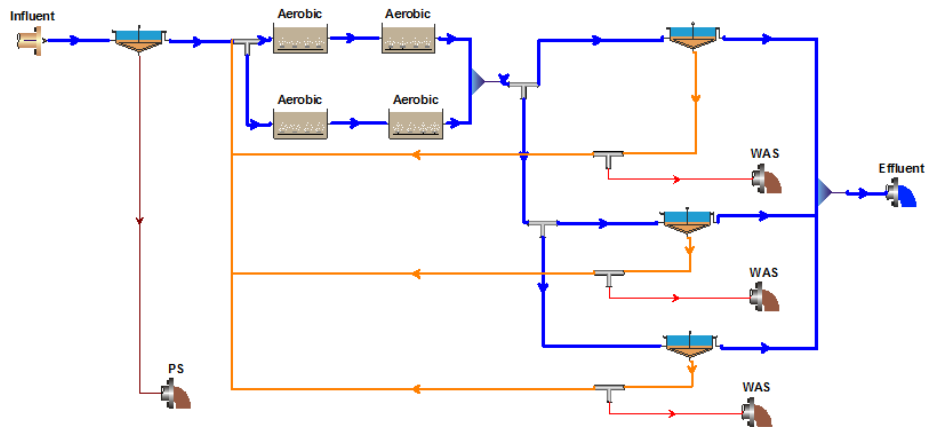 Influent
Aerobic
Aerobic
Aerobic
Aerobic
WAS
Effluent
WAS
PS
WAS